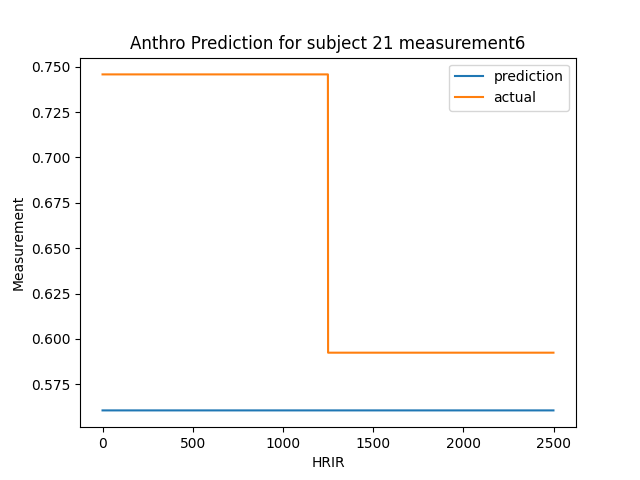 Anthro Prediction for subject 21 measurement6
prediction
actual
0.750
0.725
0.700
0.675
0.650
0.625
0.600
0.575
Measurement
0 500 1000 1500 2000 2500
HRIR